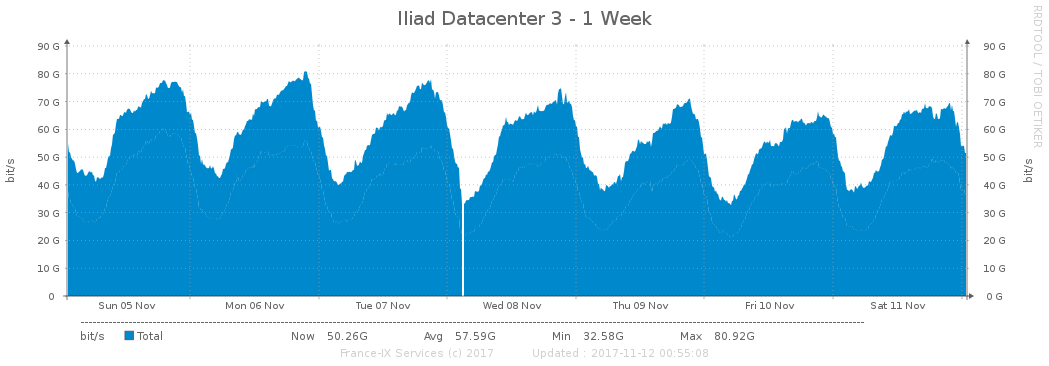 Iliad Datacenter 3 - 1 Week
RRDTOOL / TOBI OETIKER
bit/s
90 G 90 G
80 G 80 G
70 G 70 G
60 G 60 G
50 G 50 G
40 G 40 G
30 G 30 G
20 G 20 G
10 G 10 G
0 0 G
bit/s
Sun 05 Nov Mon 06 Nov Tue 07 Nov Wed 08 Nov Thu 09 Nov Fri 10 Nov Sat 11 Nov
bit/s Total Now 50.26G Avg 57.59G Min 32.58G Max 80.92G
France-IX Services (c) 2017 Updated : 2017-11-12 00:55:08